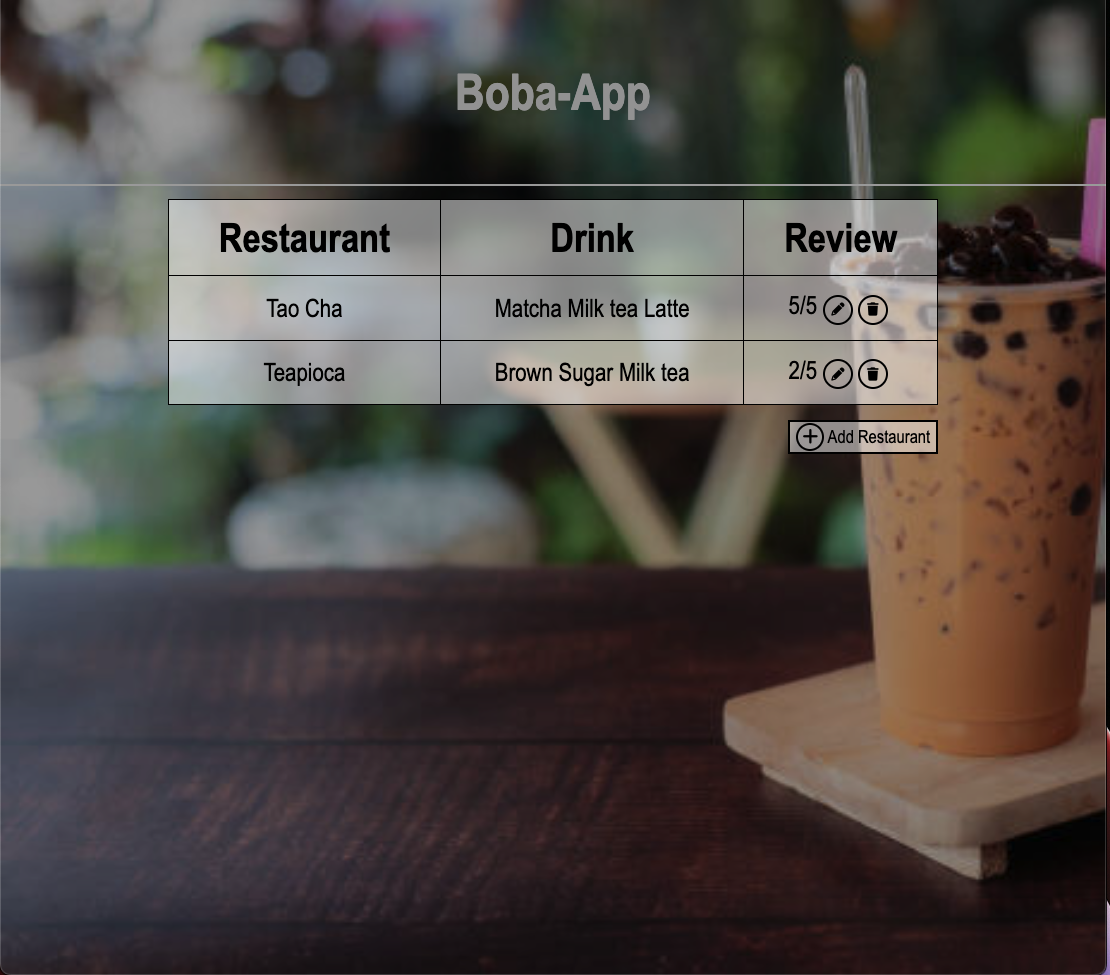 Boba-App
Restaurant Drink Review
Tao Cha Matcha Milk tea Latte 5/5
Teapioca Brown Sugar Milk tea 2/5
Add Restaurant